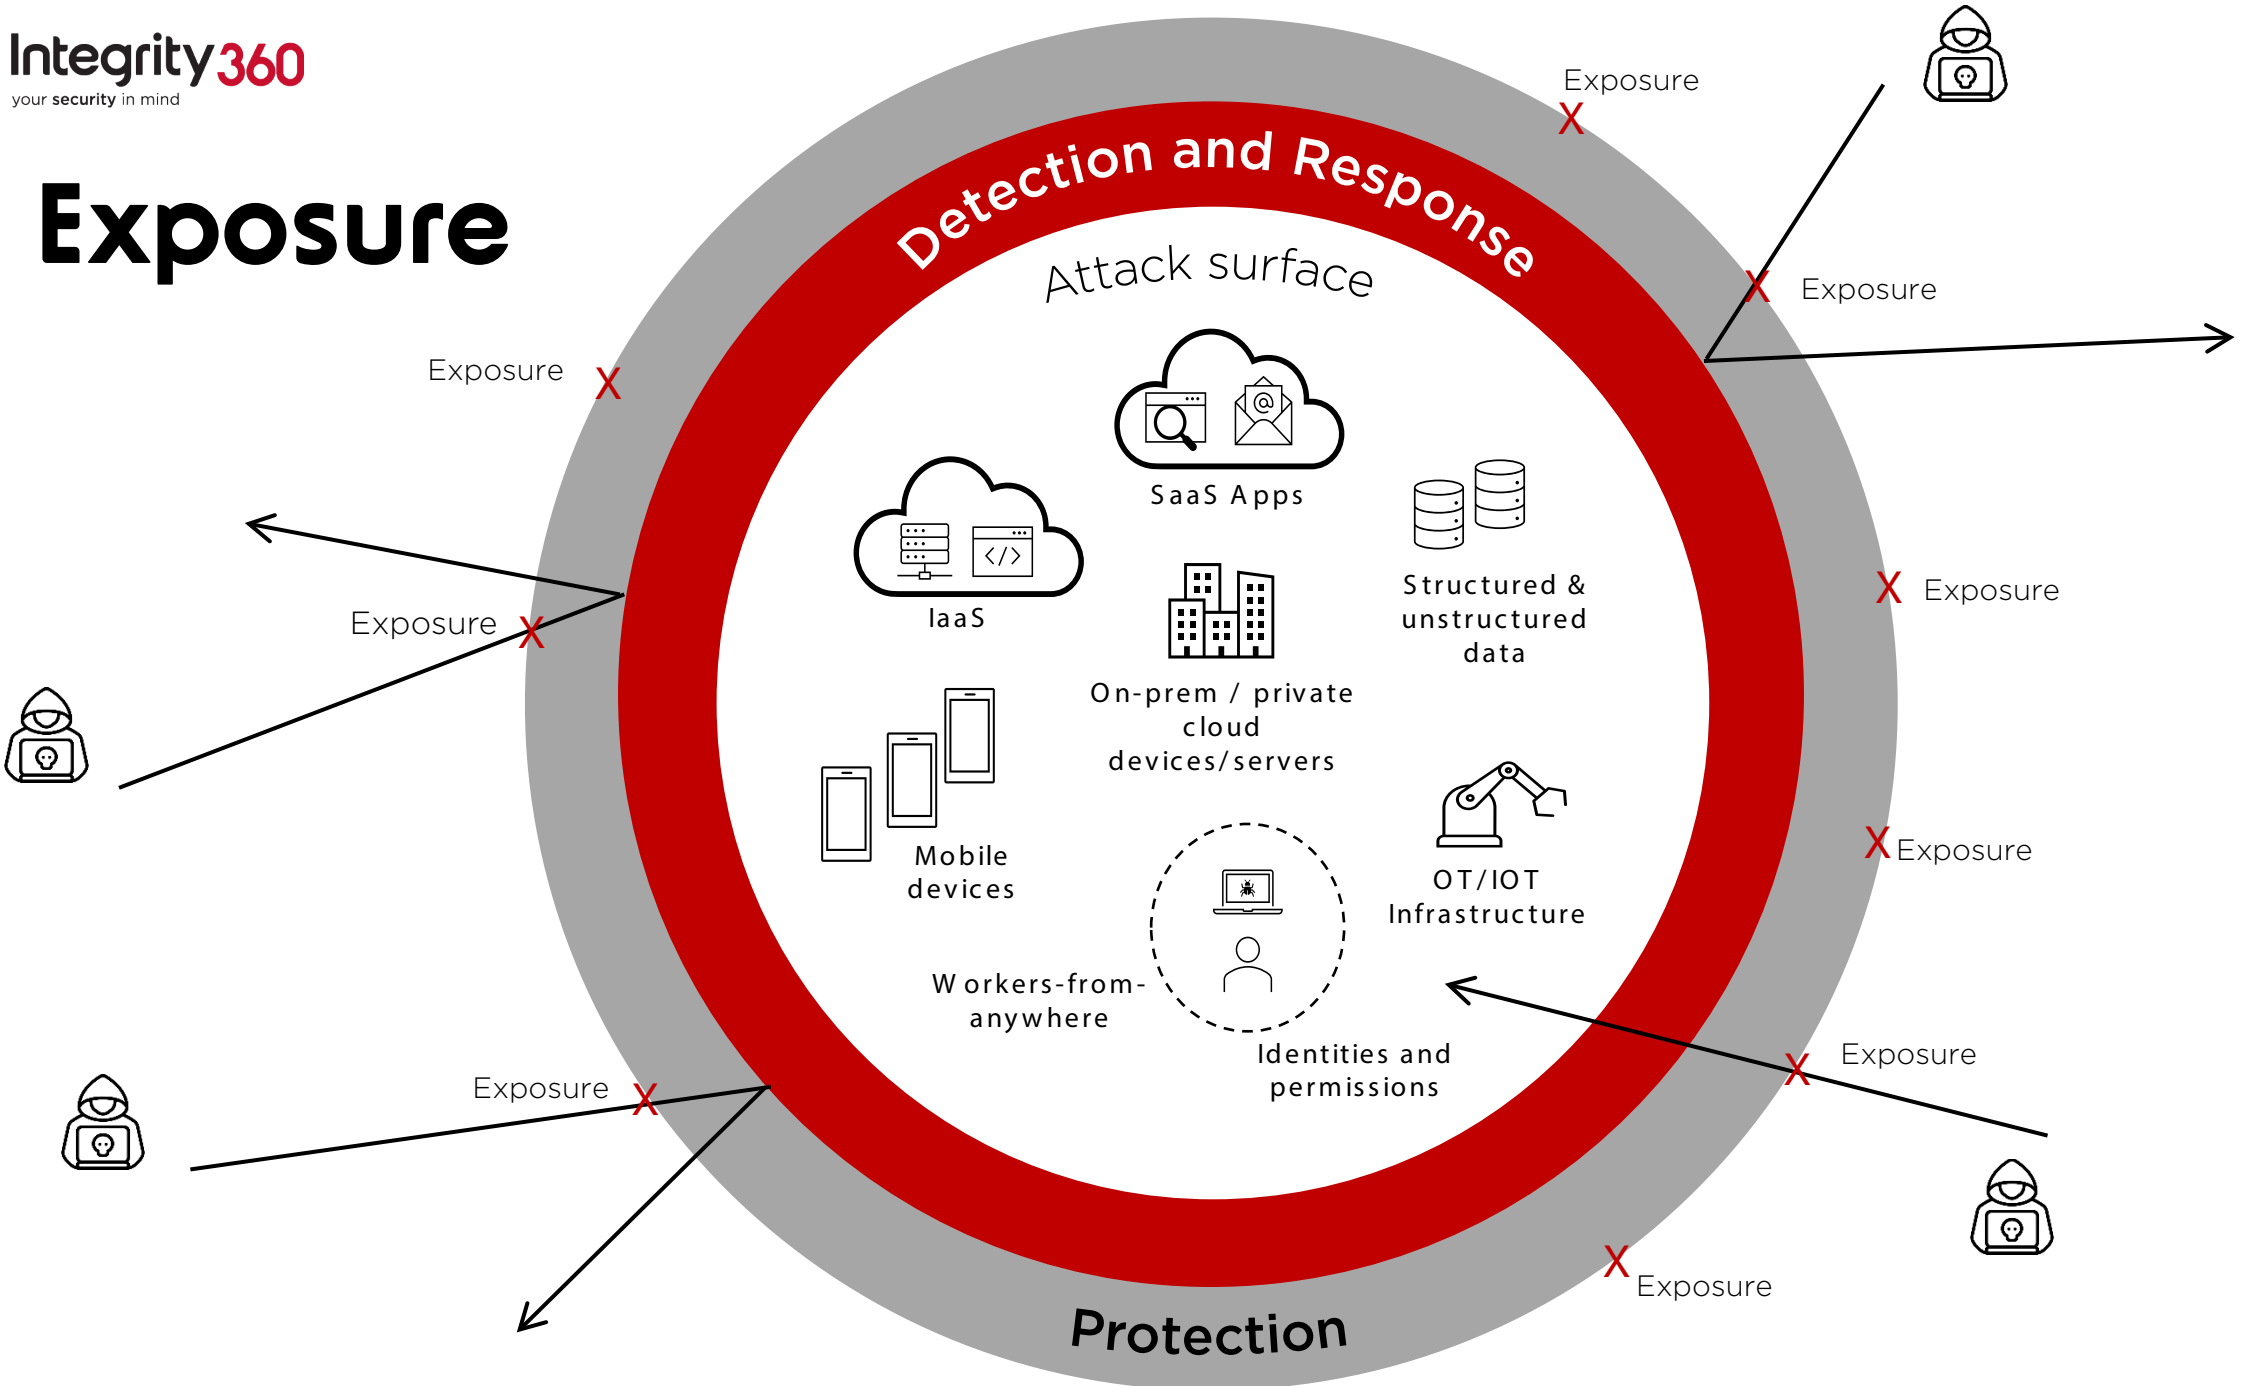 Integrity360
your security in mind
Exposure
Exposure
Detection and Response
Attack surface
Exposure
Exposure
SaaS Apps
IaaS
Structured &
unstructured
data
Exposure
Exposure
On-prem / private
cloud
devices/servers
Mobile
devices
Exposure
OT/IOT
Infrastructure
Workers-from-
anywhere
Identities and
permissions
Exposure
Exposure
Exposure
Protection
@
</>